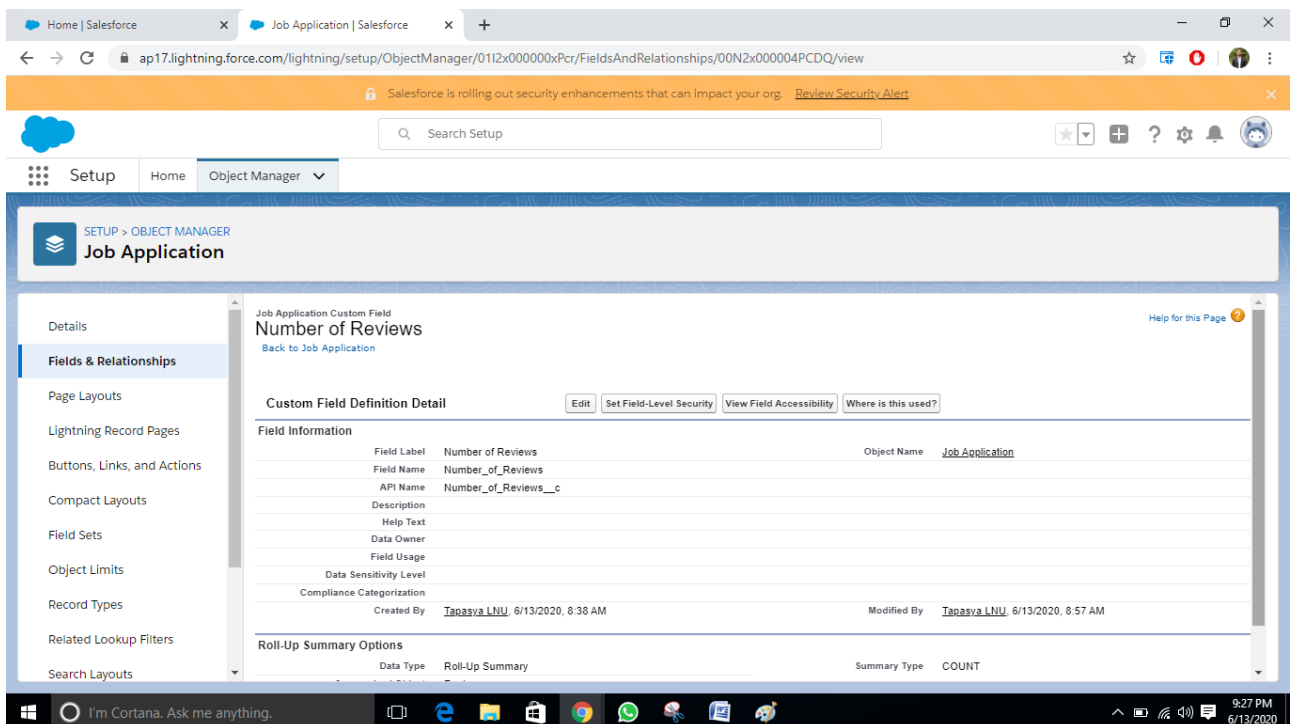 Home | Salesforce
Job Application | Salesforce
ap17.lightning.force.com/lightning/setup/ObjectManager/01I2x000000xPcr/FieldsAndRelationships/00N2x000004PCDQ/view
Salesforce is rolling out security enhancements that can impact your org. Review Security Alert
Search Setup
Setup Home Object Manager
SETUP > OBJECT MANAGER
Job Application
Details
Fields & Relationships
Page Layouts
Lightning Record Pages
Buttons, Links, and Actions
Compact Layouts
Field Sets
Object Limits
Record Types
Related Lookup Filters
Search Layouts
Job Application Custom Field
Number of Reviews
Back to Job Application
Help for this Page
Custom Field Definition Detail Edit Set Field-Level Security View Field Accessibility Where is this used?
Field Information
Field Label Number of Reviews Object Name Job Application
Field Name Number_of_Reviews
API Name Number_of_Reviews__c
Description
Help Text
Data Owner
Field Usage
Data Sensitivity Level
Compliance Categorization
Created By Tapasya LNU, 6/13/2020, 8:38 AM Modified By Tapasya LNU, 6/13/2020, 8:57 AM
Roll-Up Summary Options
Data Type Roll-Up Summary Summary Type COUNT
I'm Cortana. Ask me anything.
9:27 PM
6/13/2020